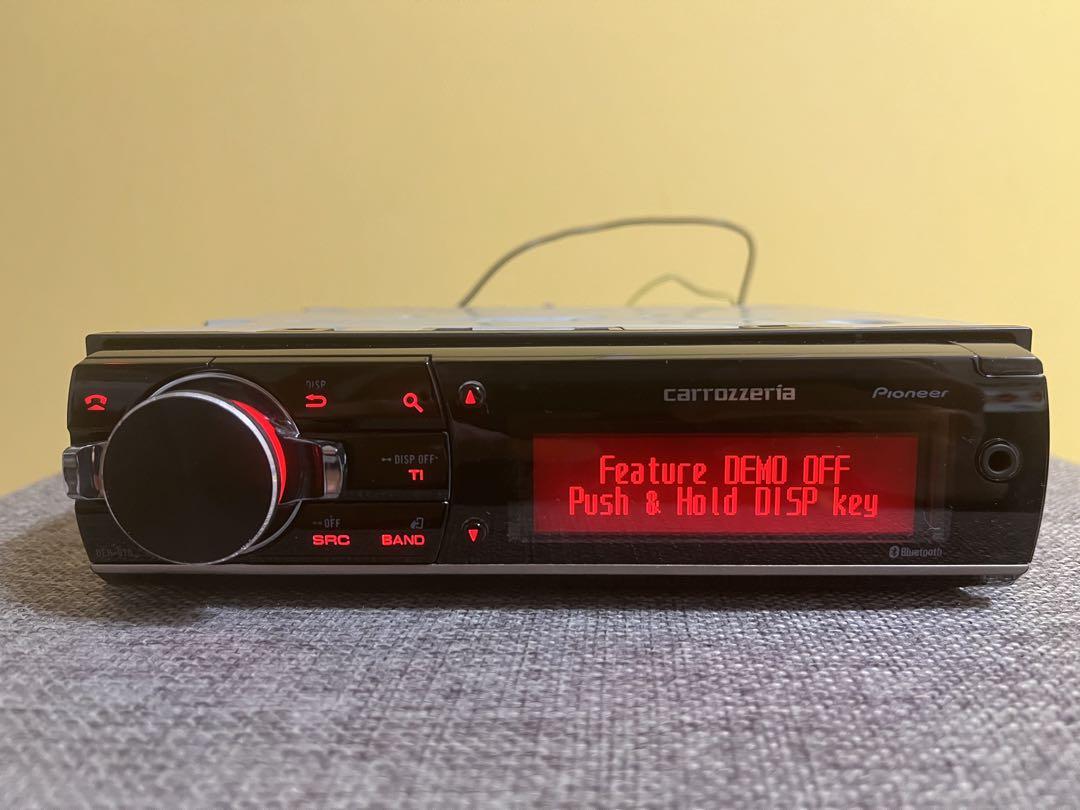 carrozzeria
Pioneer
DISP
DISP OFF
TI
Feature DEMO OFF
Push & Hold DISP key
OFF
SRC
BAND
Bluetooth